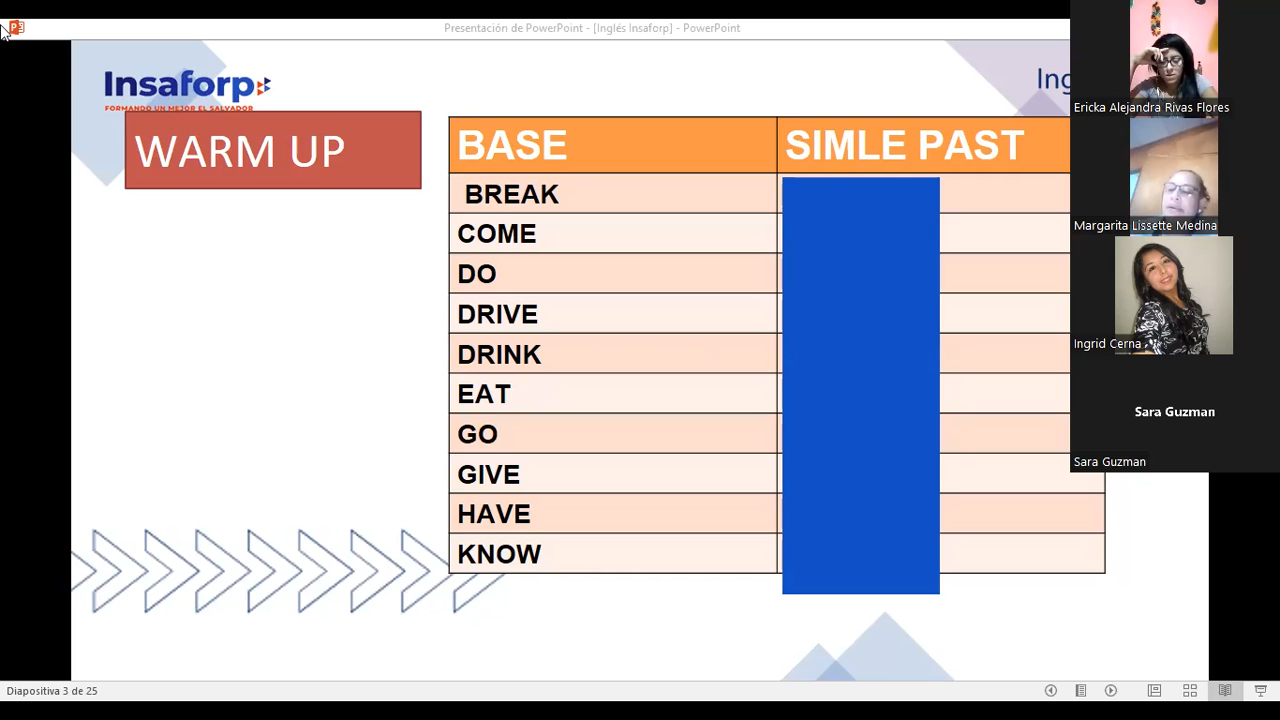 Presentación de PowerPoint - [Inglés Insaforp] - PowerPoint
Insaforp
FORMANDO UN MEJOR EL SALVADOR
Ing
WARM UP
BASE SIMLE PAST
BREAK
COME
DO
DRIVE
DRINK
EAT
GO
GIVE
HAVE
KNOW
Ericka Alejandra Rivas Flores
Margarita Lissette Medina
Ingrid Cerna
Sara Guzman
Sara Guzman
Diapositiva 3 de 25